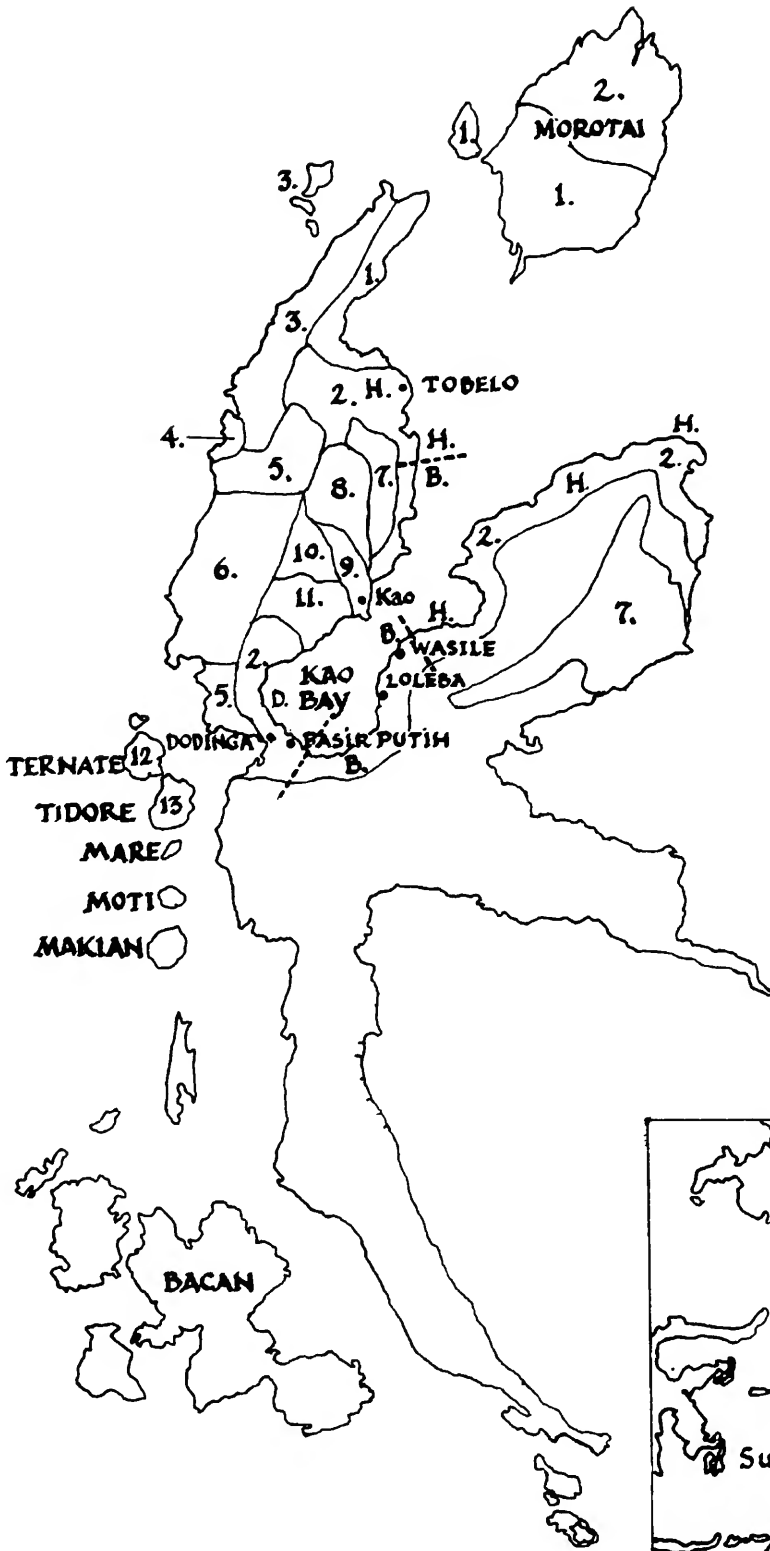 2.
MOROTAI
1.
1.
3.
1.
3.
2. H. TOBELO
4.
H.
B.
H.
2.
5.
7.
8.
H.
2.
6.
10.
9.
11.
Kao
7.
H.
B.
WASILE
2.
KAO
BAY
LOLEBA
5.
D.
DODINGA
PASIR PUTIH
B.
TERNATE 12
TIDORE 13
MARE
MOTI
MAKIAN
BACAN
Su